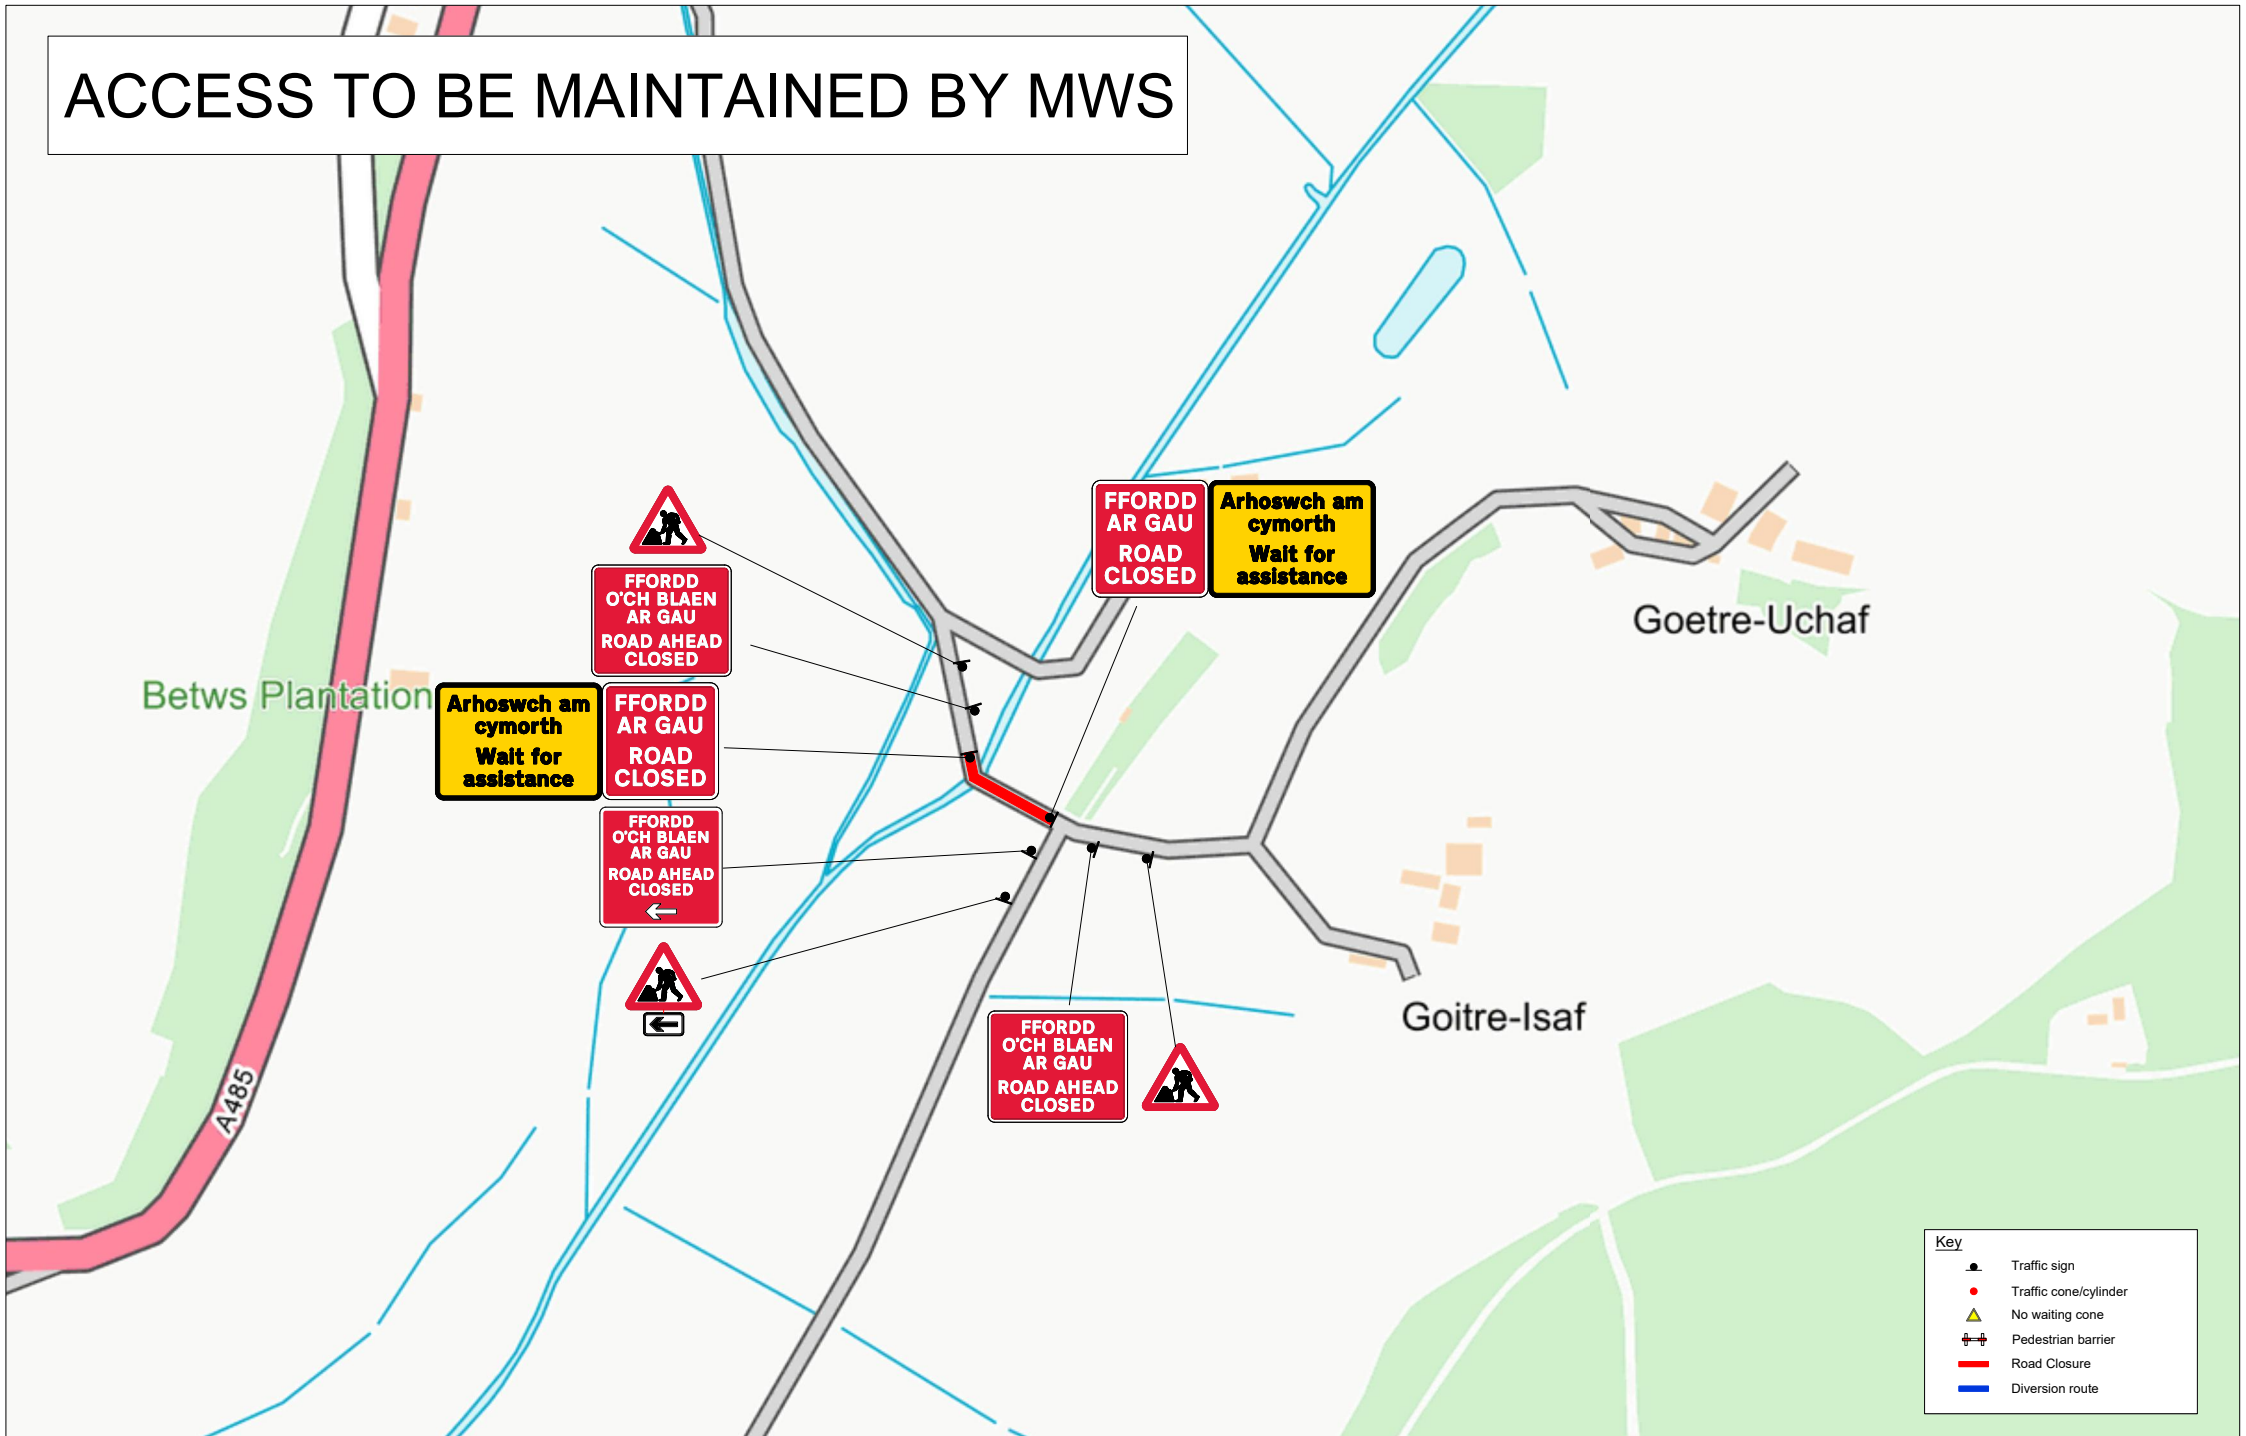 ACCESS TO BE MAINTAINED BY MWS
FFORDD
AR GAU
ROAD
CLOSED
Arhoswch am
cymorth
Wait for
assistance
FFORDD
O'CH BLAEN
AR GAU
ROAD AHEAD
CLOSED
Goetre-Uchaf
Betws Plantation
Arhoswch am
cymorth
Wait for
assistance
FFORDD
AR GAU
ROAD
CLOSED
FFORDD
O'CH BLAEN
AR GAU
ROAD AHEAD
CLOSED
Goitre-Isaf
FFORDD
O'CH BLAEN
AR GAU
ROAD AHEAD
CLOSED
A485
Key
Traffic sign
Traffic cone/cylinder
No waiting cone
Pedestrian barrier
Road Closure
Diversion route